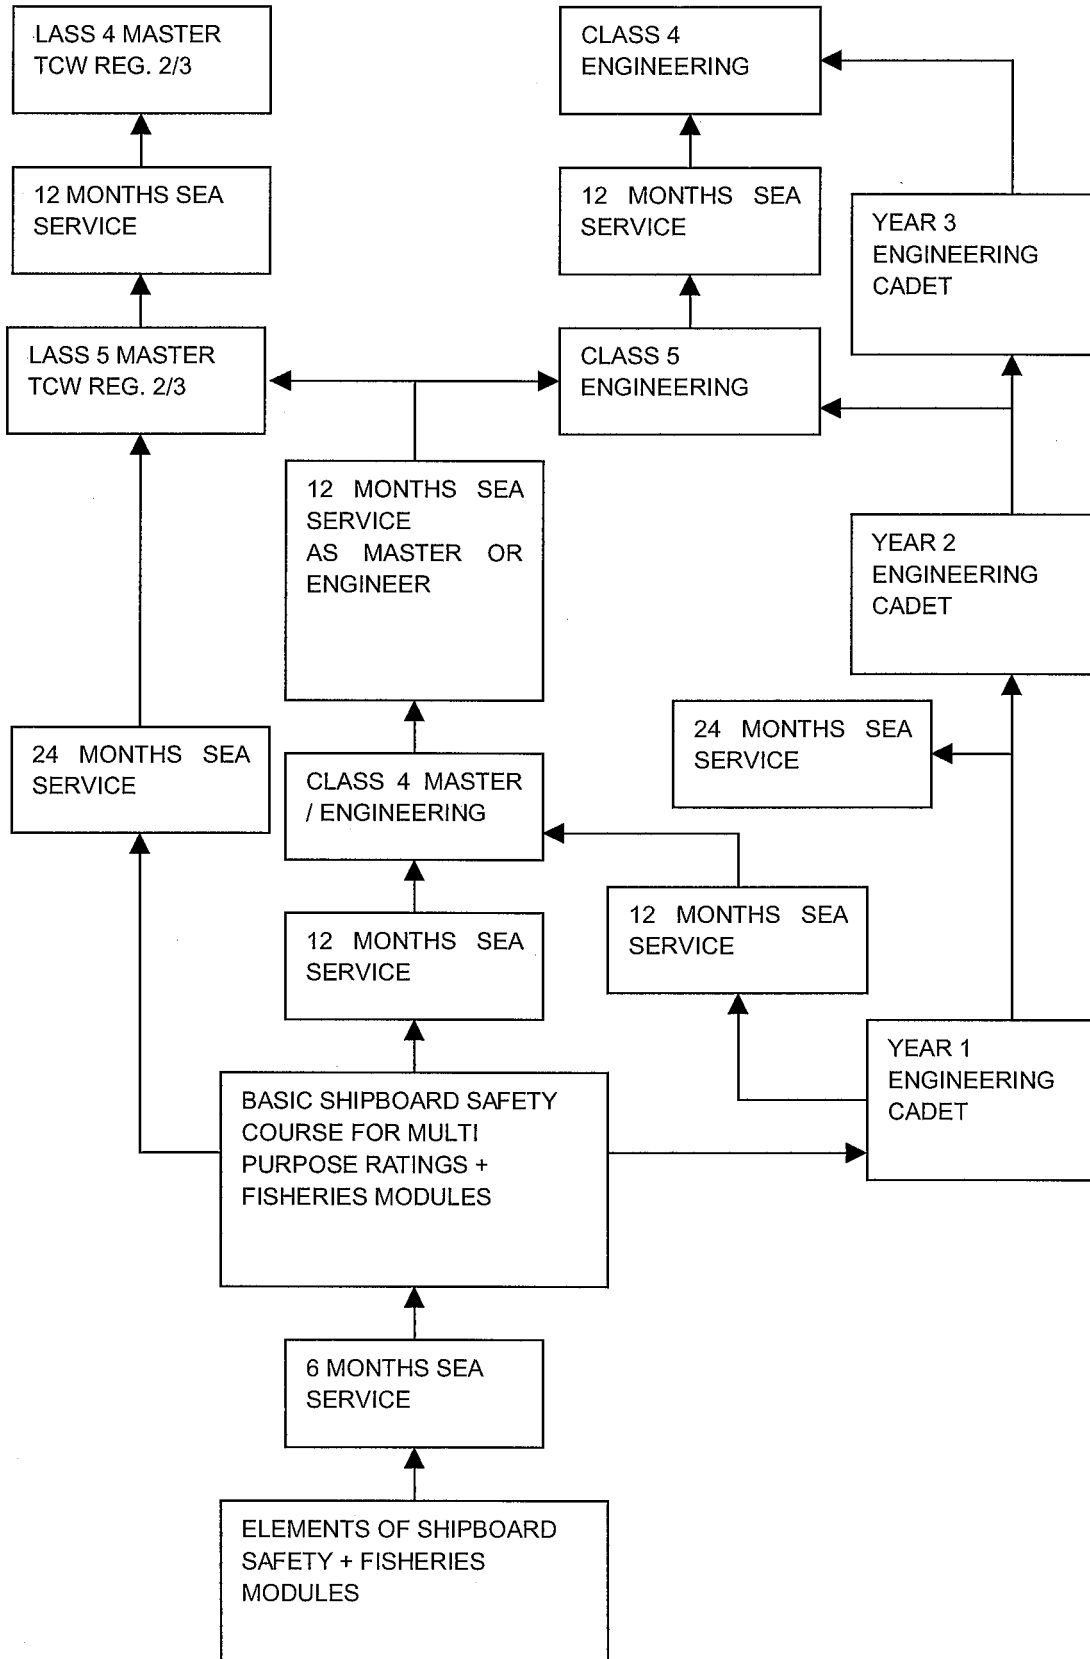 LASS 4 MASTER
TCW REG. 2/3
CLASS 4
ENGINEERING
12 MONTHS SEA
SERVICE
12 MONTHS SEA
SERVICE
YEAR 3
ENGINEERING
CADET
LASS 5 MASTER
TCW REG. 2/3
CLASS 5
ENGINEERING
12 MONTHS SEA
SERVICE
AS MASTER OR
ENGINEER
YEAR 2
ENGINEERING
CADET
24 MONTHS SEA
SERVICE
CLASS 4 MASTER
/ ENGINEERING
24 MONTHS SEA
SERVICE
12 MONTHS SEA
SERVICE
12 MONTHS SEA
SERVICE
YEAR 1
ENGINEERING
CADET
BASIC SHIPBOARD SAFETY
COURSE FOR MULTI
PURPOSE RATINGS +
FISHERIES MODULES
6 MONTHS SEA
SERVICE
ELEMENTS OF SHIPBOARD
SAFETY + FISHERIES
MODULES